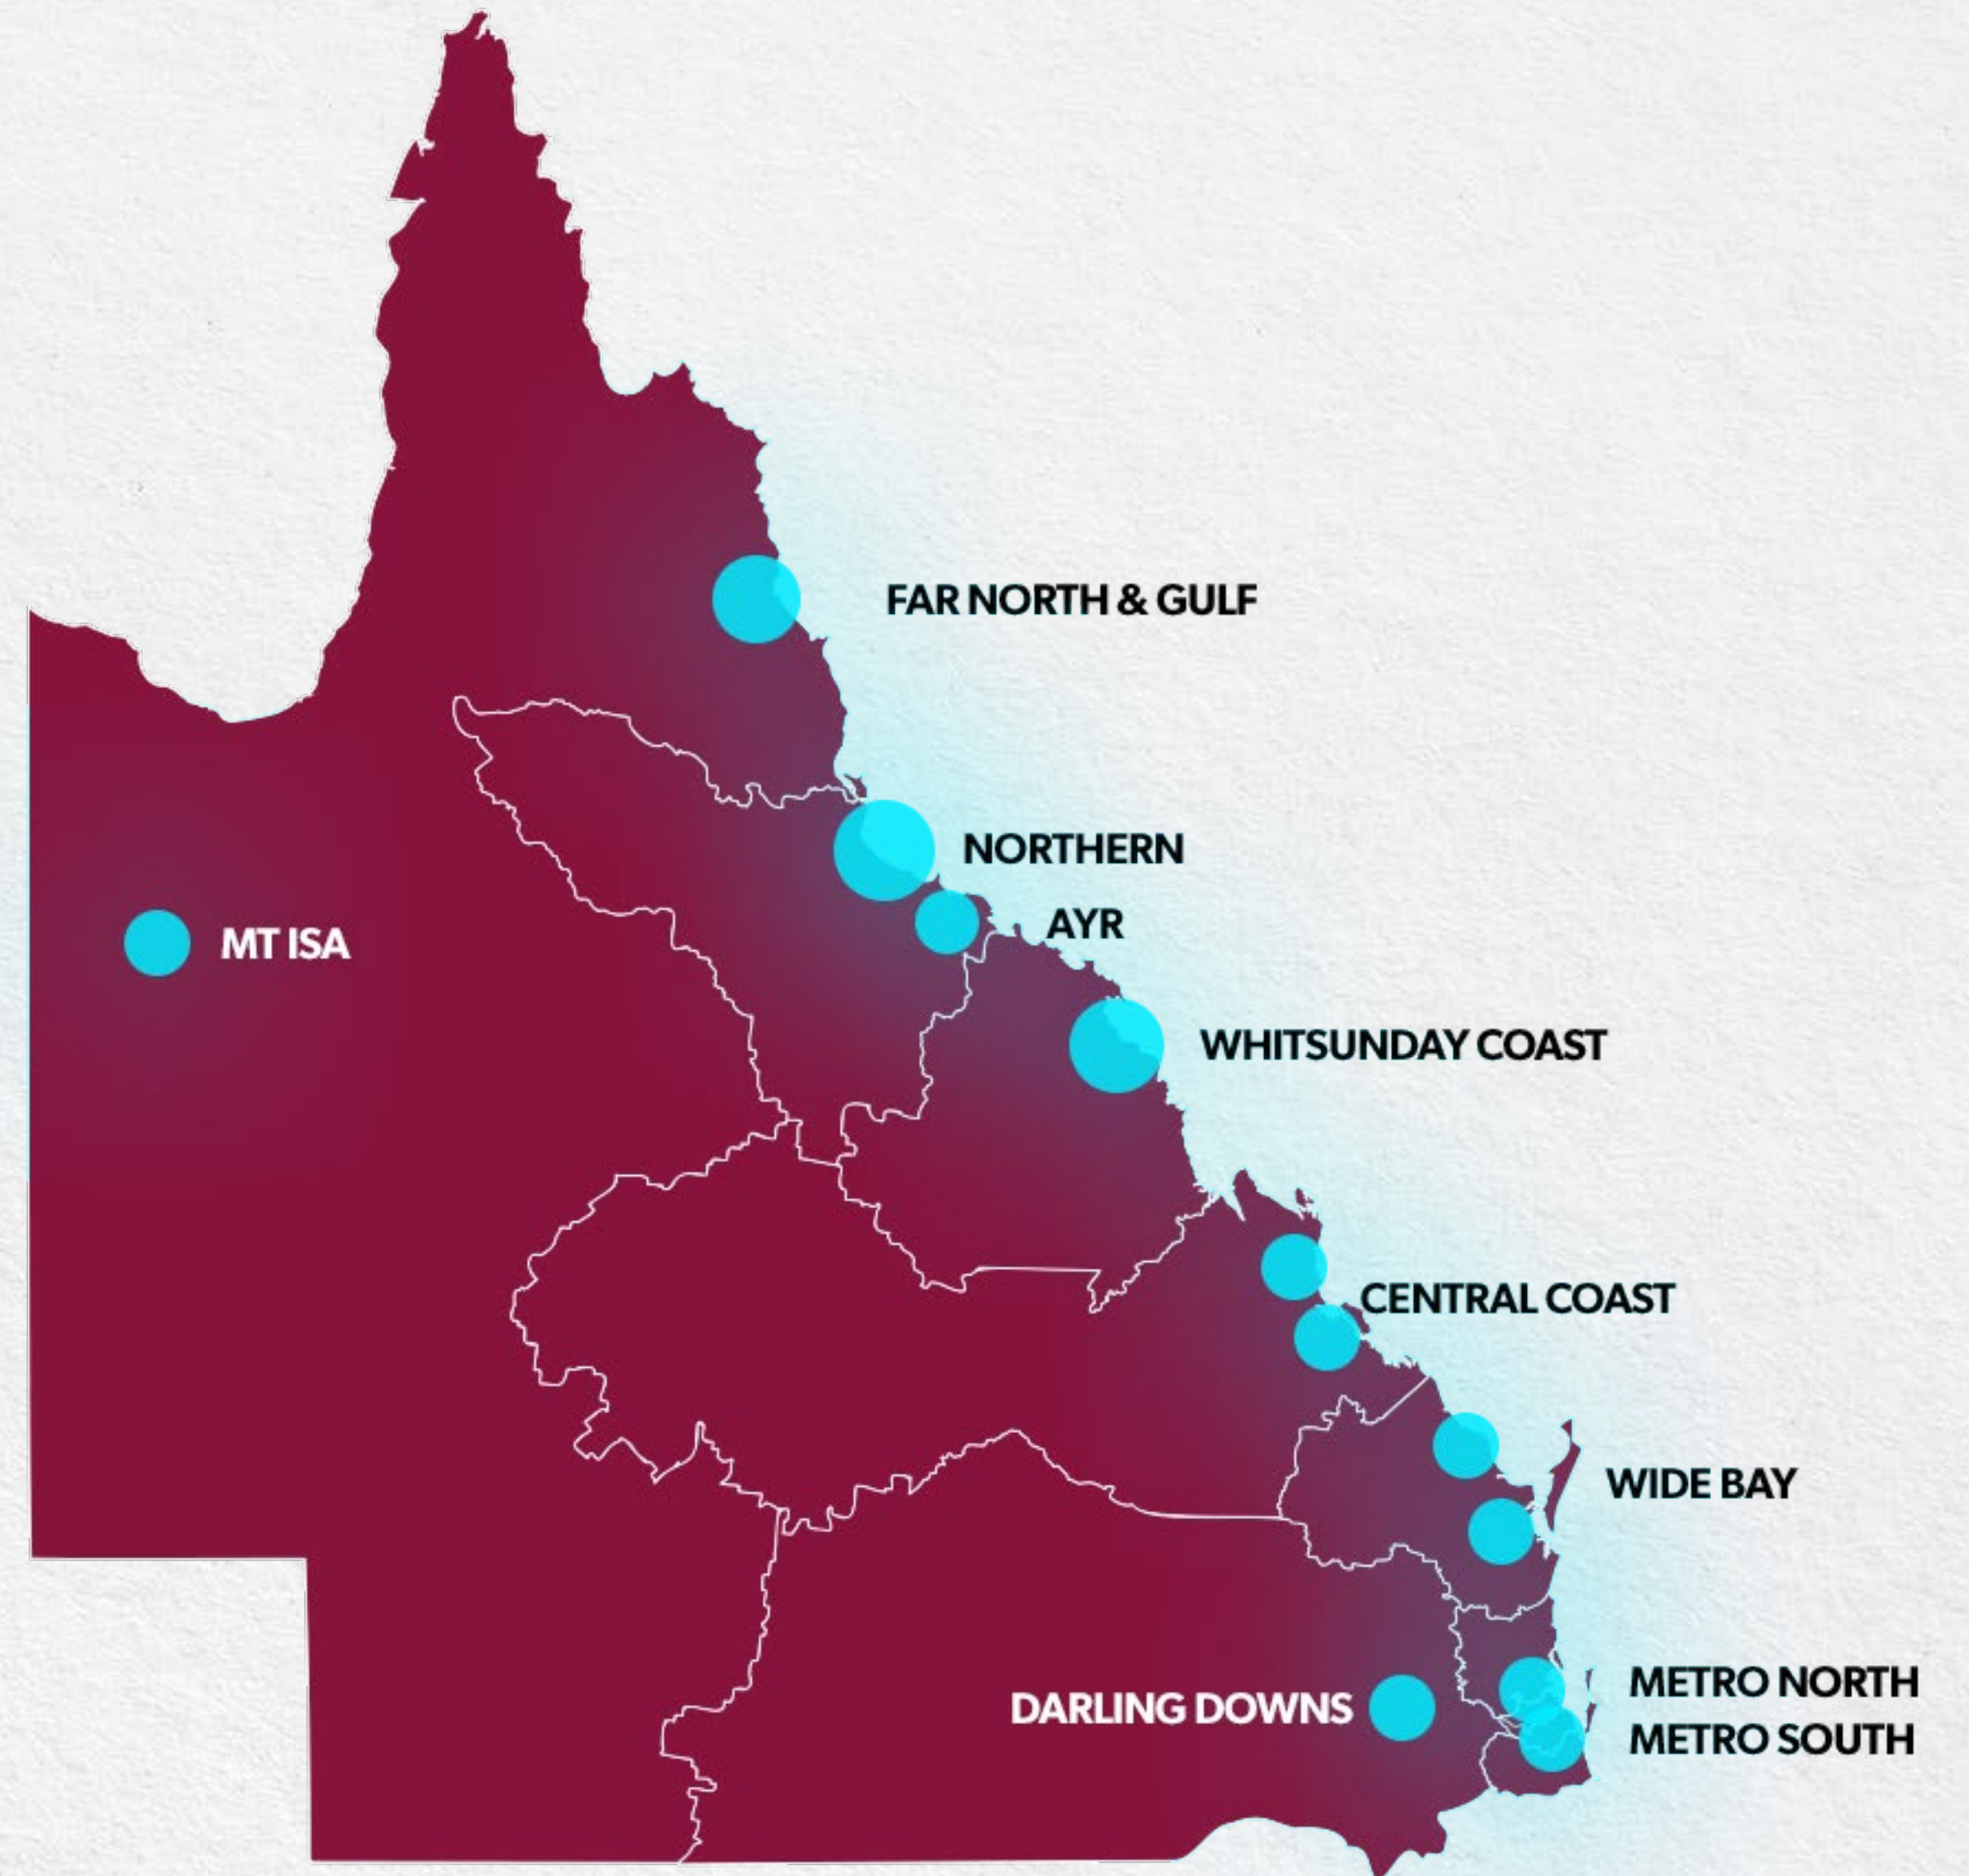 FAR NORTH & GULF
NORTHERN
AYR
MT ISA
WHITSUNDAY COAST
CENTRAL COAST
WIDE BAY
METRO NORTH
DARLING DOWNS
METRO SOUTH